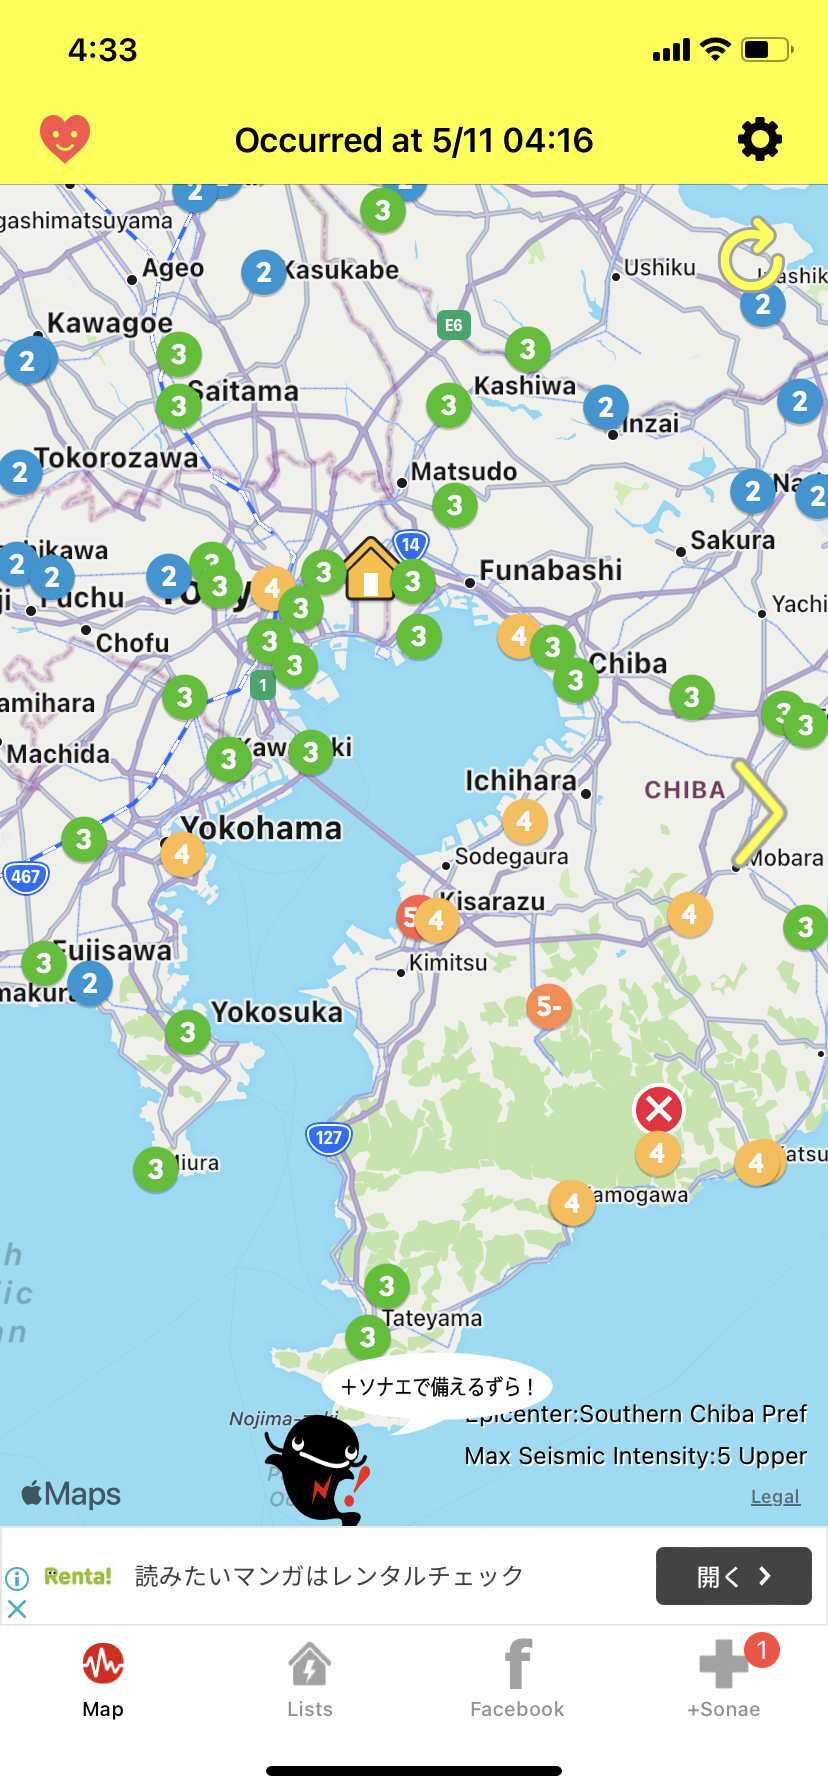 4:33
Occurred at 5/11 04:16
2
2
3
gashimatsuyama
Ageo
2
Kasukabe
Ushiku
2
Kawagoe
E6
2
3
3
Kashiwa
Saitama
3
3
2
2
Inzai
Tokorozawa
2
Matsudo
3
2
2
14
Sakura
2
2
3
3
2
4
3
3
3
Funabashi
Fuchu
Yachi
Chofu
3
3
3
4
3
3
Chiba
1
amihara
3
3
3
3
Machida
3
3
Ichihara
CHIBA
4
Yokohama
3
4
Sodegaura
Mobara
467
5
4
Kisarazu
4
3
Fujisawa
3
2
Kimitsu
Yokosuka
3
5-
127
4
4
3
Miura
4
Tateyama
3
3
+ソナエで備えるずら!
Epicenter:Southern Chiba Pref
Max Seismic Intensity:5 Upper
Maps
Legal
Renta!
読みたいマンガはレンタルチェック
開く
1
Map
Lists
Facebook
+Sonae